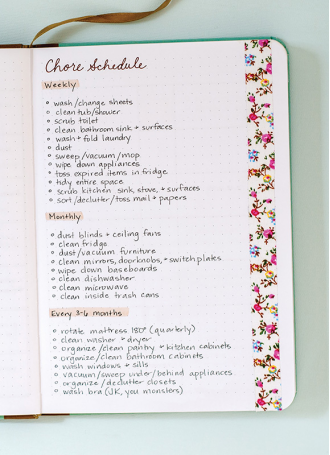 Chore Schedule
Weekly
wash/change sheets
clean tub/shower
scrub toilet
clean bathroom sink + surfaces
wash + fold laundry
dust
sweep/vacuum/mop
wipe down appliances
toss expired items in fridge
tidy entire space
scrub kitchen sink, stove, + surfaces
sort/declutter/toss mail + papers
Monthly
dust blinds + ceiling fans
clean fridge
dust/vacuum furniture
clean mirrors, doorknobs, + switch plates
wipe down baseboards
clean dishwasher
clean microwave
clean inside trash cans
Every 3-6 months
rotate mattress 180° (quarterly)
clean washer + dryer
organize/clean pantry + kitchen cabinets
organize/clean bathroom cabinets
wash windows + sills
vacuum/sweep under/behind appliances
organize/declutter closets
wash bra (JK, you monsters)